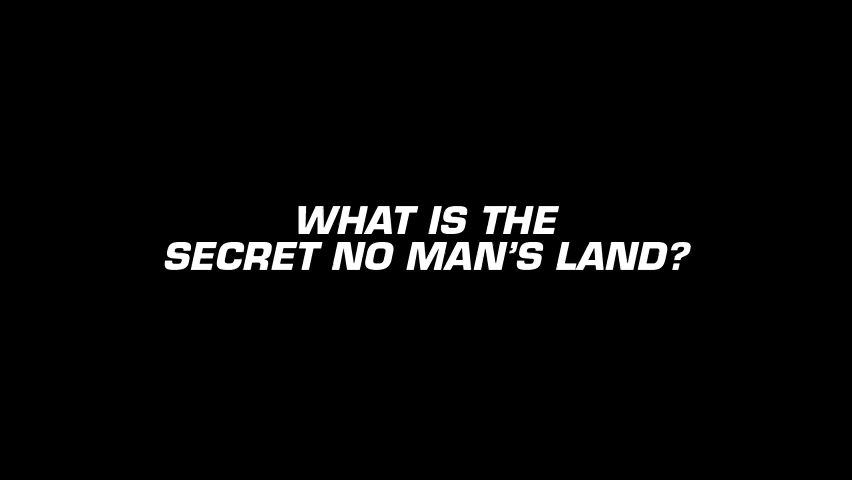 WHAT IS THE
SECRET NO MAN’S LAND?